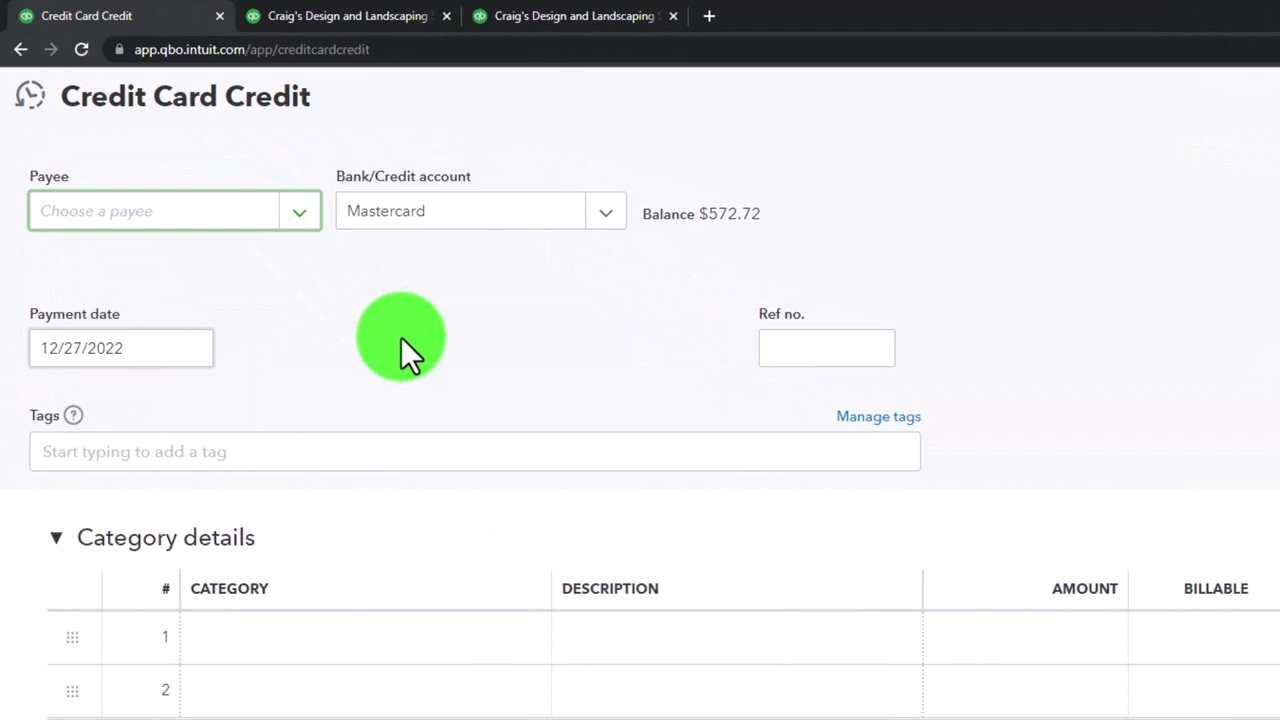 Credit Card Credit
Craig's Design and Landscaping
Craig's Design and Landscaping
app.qbo.intuit.com/app/creditcardcredit
Credit Card Credit
Payee
Bank/Credit account
Choose a payee
Mastercard
Balance $572.72
Payment date
Ref no.
12/27/2022
Tags ?
Manage tags
Start typing to add a tag
Category details
# CATEGORY DESCRIPTION AMOUNT BILLABLE
1
2